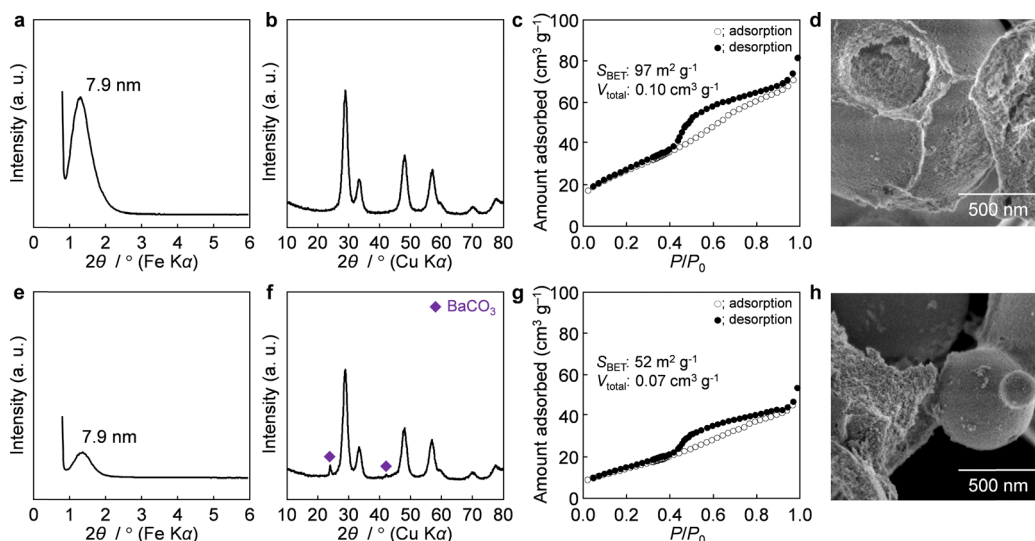 a
7.9 nm
Intensity (a. u.)
0 1 2 3 4 5 6
2θ / ° (Fe Kα)
b
Intensity (a. u.)
10 20 30 40 50 60 70 80
2θ / ° (Cu Kα)
c
○; adsorption
●; desorption
S_BET: 97 m² g⁻¹
V_total: 0.10 cm³ g⁻¹
Amount adsorbed (cm³ g⁻¹)
100
80
60
40
20
0
0.0 0.2 0.4 0.6 0.8 1.0
P/P₀
d
500 nm
e
7.9 nm
Intensity (a. u.)
0 1 2 3 4 5 6
2θ / ° (Fe Kα)
f
◆ BaCO₃
Intensity (a. u.)
10 20 30 40 50 60 70 80
2θ / ° (Cu Kα)
g
○; adsorption
●; desorption
S_BET: 52 m² g⁻¹
V_total: 0.07 cm³ g⁻¹
Amount adsorbed (cm³ g⁻¹)
100
80
60
40
20
0
0.0 0.2 0.4 0.6 0.8 1.0
P/P₀
h
500 nm